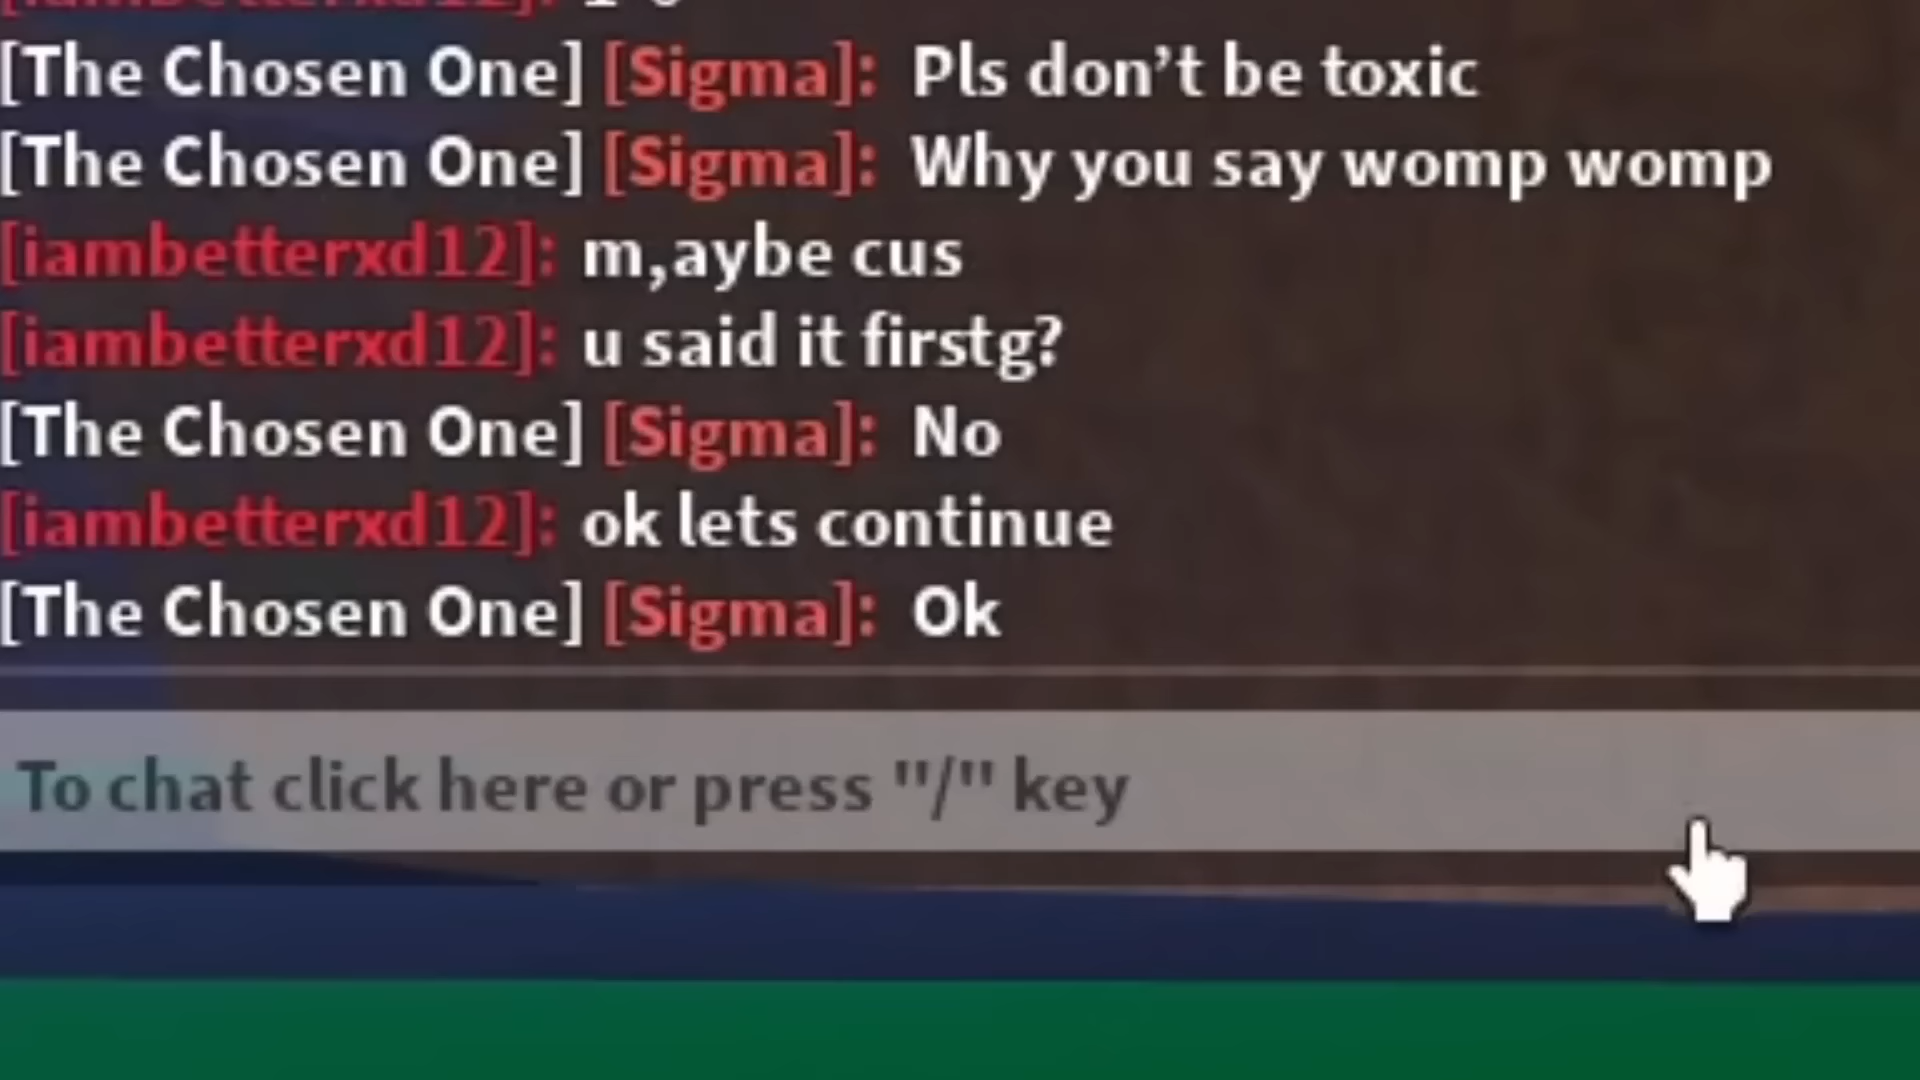 [iambetterxd12]:
[The Chosen One] [Sigma]: Pls don’t be toxic
[The Chosen One] [Sigma]: Why you say womp womp
[iambetterxd12]: m,aybe cus
[iambetterxd12]: u said it firstg?
[The Chosen One] [Sigma]: No
[iambetterxd12]: ok lets continue
[The Chosen One] [Sigma]: Ok
To chat click here or press "/" key